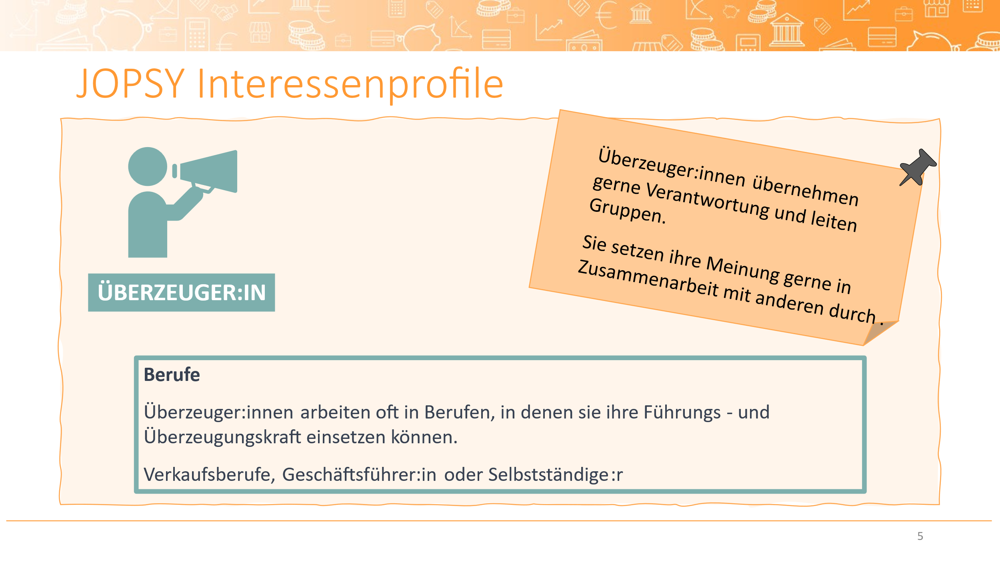 JOPSY Interessenprofile
Überzeuger:innen übernehmen
gerne Verantwortung und leiten
Gruppen.
Sie setzen ihre Meinung gerne in
Zusammenarbeit mit anderen durch.
ÜBERZEUGER:IN
Berufe
Überzeuger:innen arbeiten oft in Berufen, in denen sie ihre Führungs - und
Überzeugungskraft einsetzen können.
Verkaufsberufe, Geschäftsführer:in oder Selbstständige:r
5